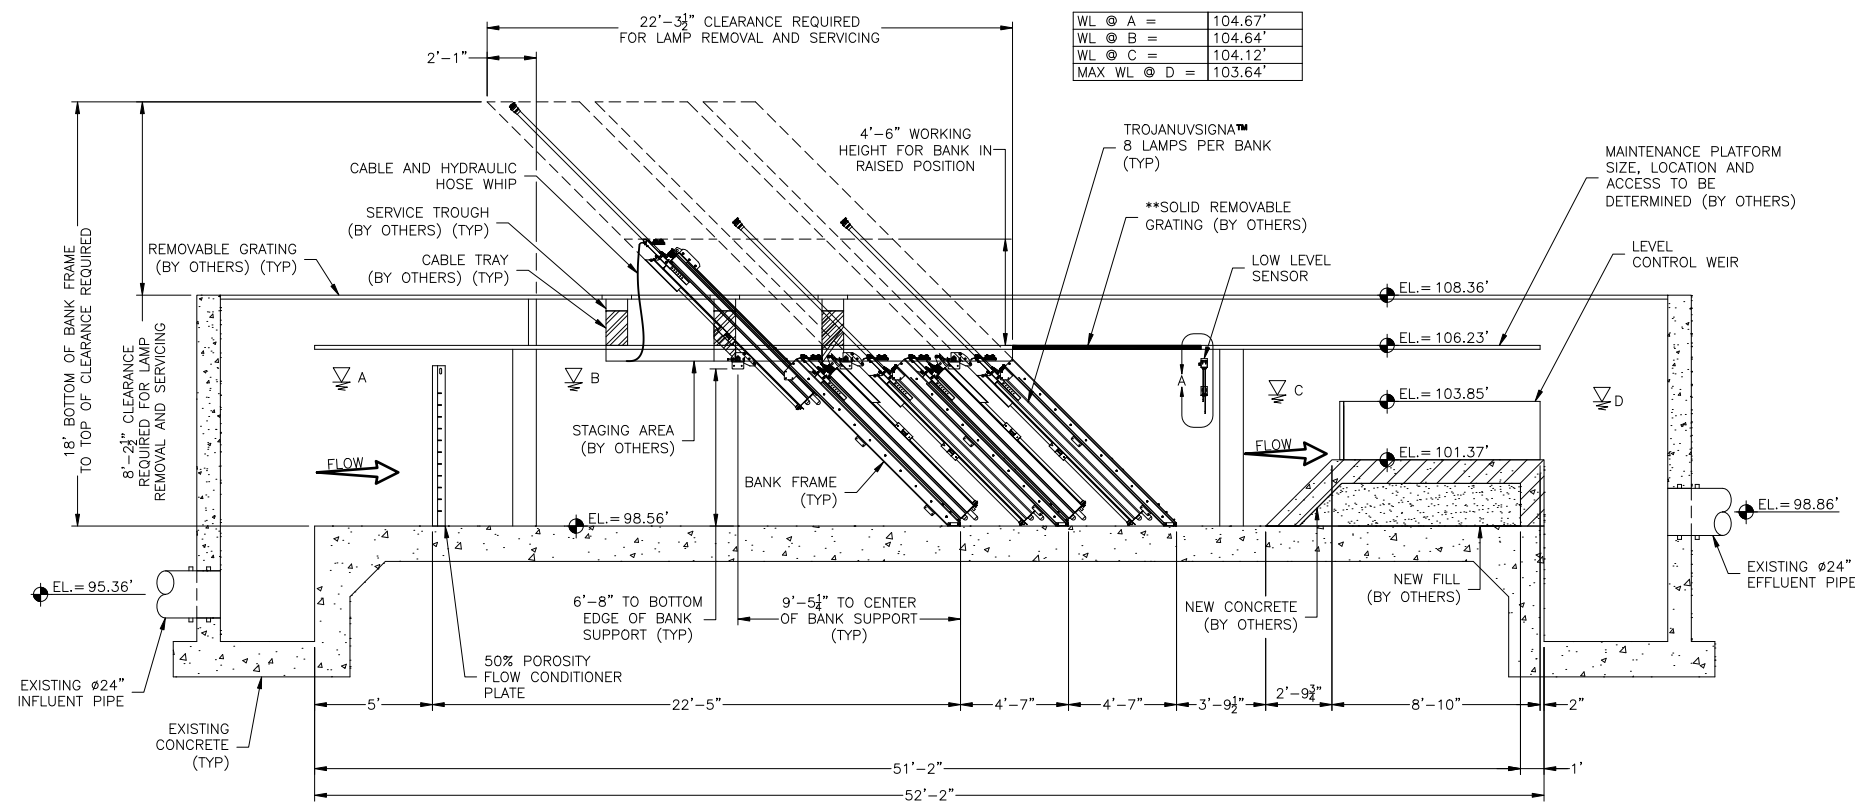 22'-3½" CLEARANCE REQUIRED
FOR LAMP REMOVAL AND SERVICING
2'-1"
WL @ A = 104.67'
WL @ B = 104.64'
WL @ C = 104.12'
MAX WL @ D = 103.64'
4'-6" WORKING
HEIGHT FOR BANK IN
RAISED POSITION
TROJANUVSIGNA™
8 LAMPS PER BANK
(TYP)
MAINTENANCE PLATFORM
SIZE, LOCATION AND
ACCESS TO BE
DETERMINED (BY OTHERS)
CABLE AND HYDRAULIC
HOSE WHIP
SERVICE TROUGH
(BY OTHERS) (TYP)
CABLE TRAY
(BY OTHERS) (TYP)
REMOVABLE GRATING
(BY OTHERS) (TYP)
**SOLID REMOVABLE
GRATING (BY OTHERS)
LOW LEVEL
SENSOR
LEVEL
CONTROL WEIR
18' BOTTOM OF BANK FRAME
TO TOP OF CLEARANCE REQUIRED
8'-2½" CLEARANCE
REQUIRED FOR LAMP
REMOVAL AND SERVICING
EL.= 108.36'
EL.= 106.23'
A
B
A
C
D
EL.= 103.85'
STAGING AREA
(BY OTHERS)
FLOW
FLOW
EL.= 101.37'
BANK FRAME
(TYP)
EL.= 98.56'
EL.= 98.86'
EL.= 95.36'
EXISTING ø24"
EFFLUENT PIPE
NEW FILL
(BY OTHERS)
NEW CONCRETE
(BY OTHERS)
6'-8" TO BOTTOM
EDGE OF BANK
SUPPORT (TYP)
9'-5¼" TO CENTER
OF BANK SUPPORT
(TYP)
50% POROSITY
FLOW CONDITIONER
PLATE
EXISTING ø24"
INFLUENT PIPE
EXISTING
CONCRETE
(TYP)
5' 22'-5" 4'-7" 4'-7" 3'-9½" 2'-9¾" 8'-10" 2"
51'-2" 1'
52'-2"